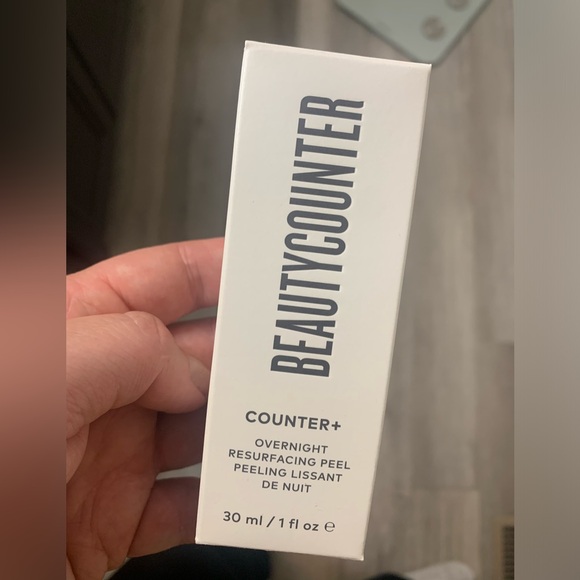 BEAUTYCOUNTER
COUNTER+
OVERNIGHT
RESURFACING PEEL
PEELING LISSANT
DE NUIT
30 ml / 1 fl oz ℮